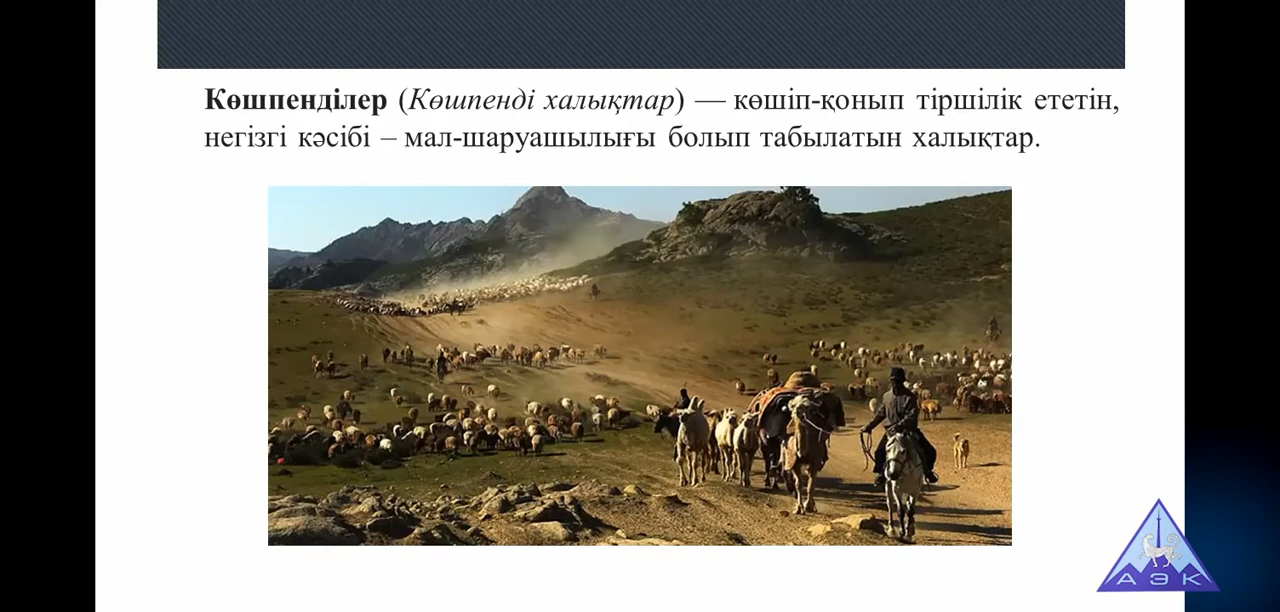 Көшпенділер (Көшпенді халықтар) — көшіп-қонып тіршілік ететін,
негізгі кәсібі – мал-шаруашылығы болып табылатын халықтар.
АЭК